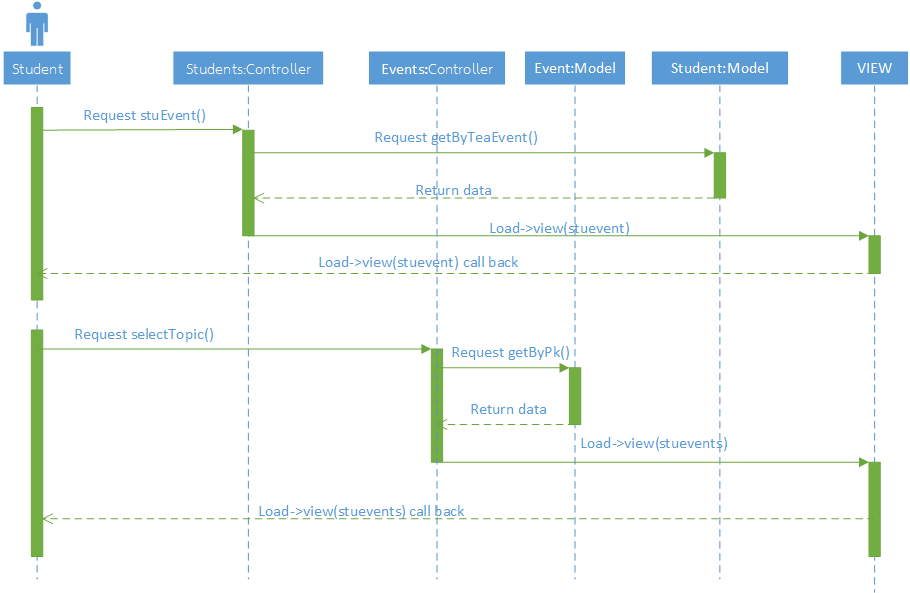 Student
Students:Controller
Events:Controller
Event:Model
Student:Model
VIEW
Request stuEvent()
Request getByTeaEvent()
Return data
Load->view(stuevent)
Load->view(stuevent) call back
Request selectTopic()
Request getByPk()
Return data
Load->view(stuevents)
Load->view(stuevents) call back